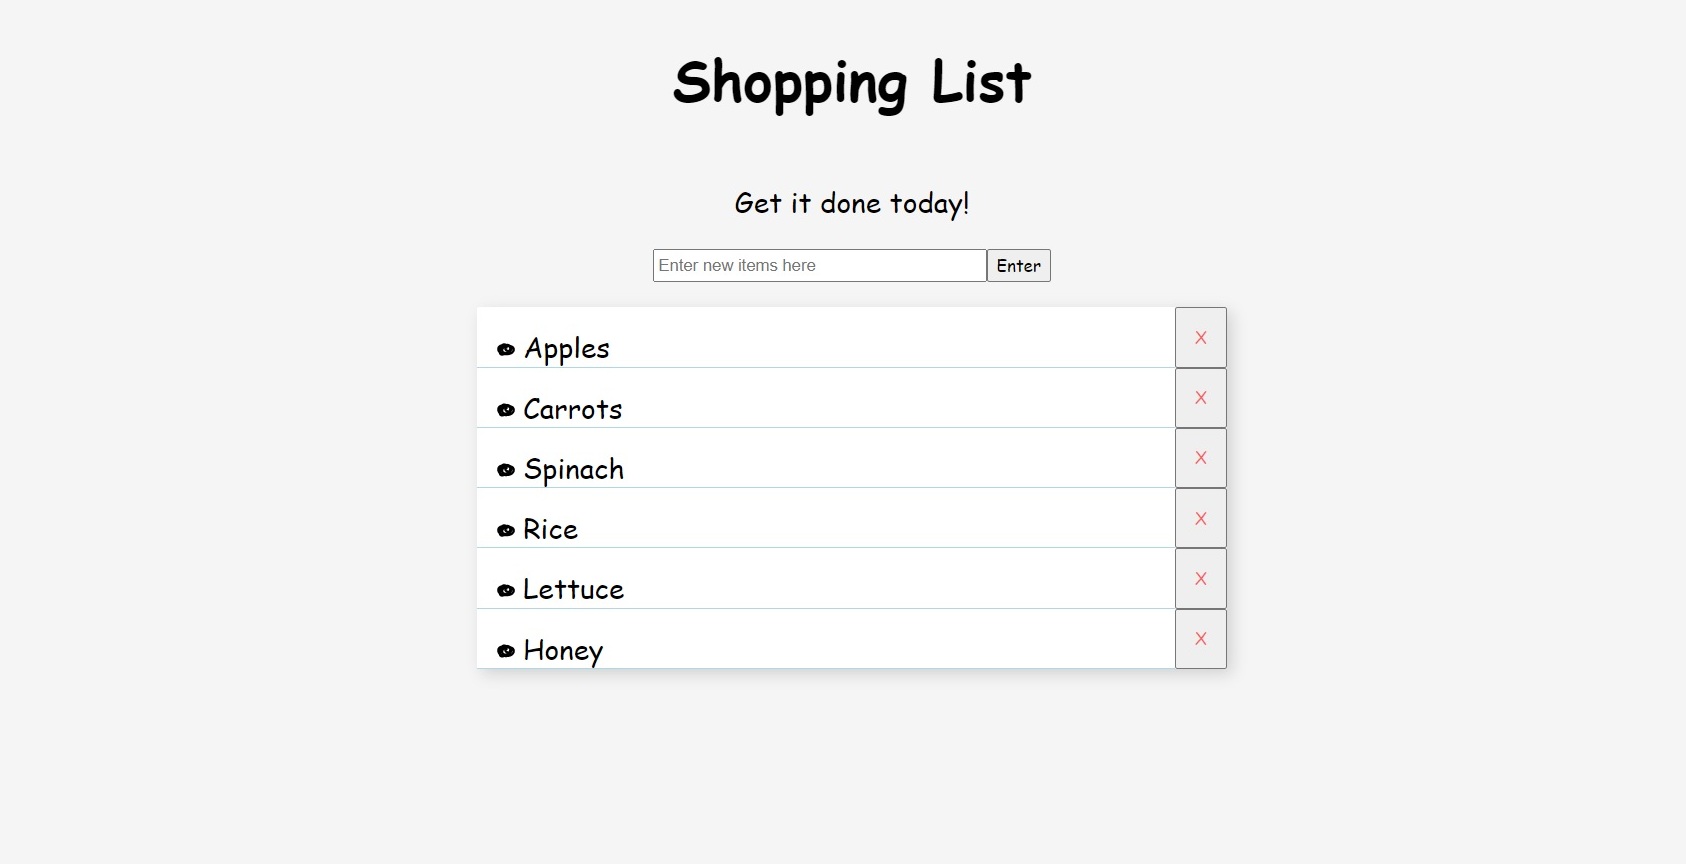 Shopping List
Get it done today!
Enter new items here Enter
Apples X
Carrots X
Spinach X
Rice X
Lettuce X
Honey X